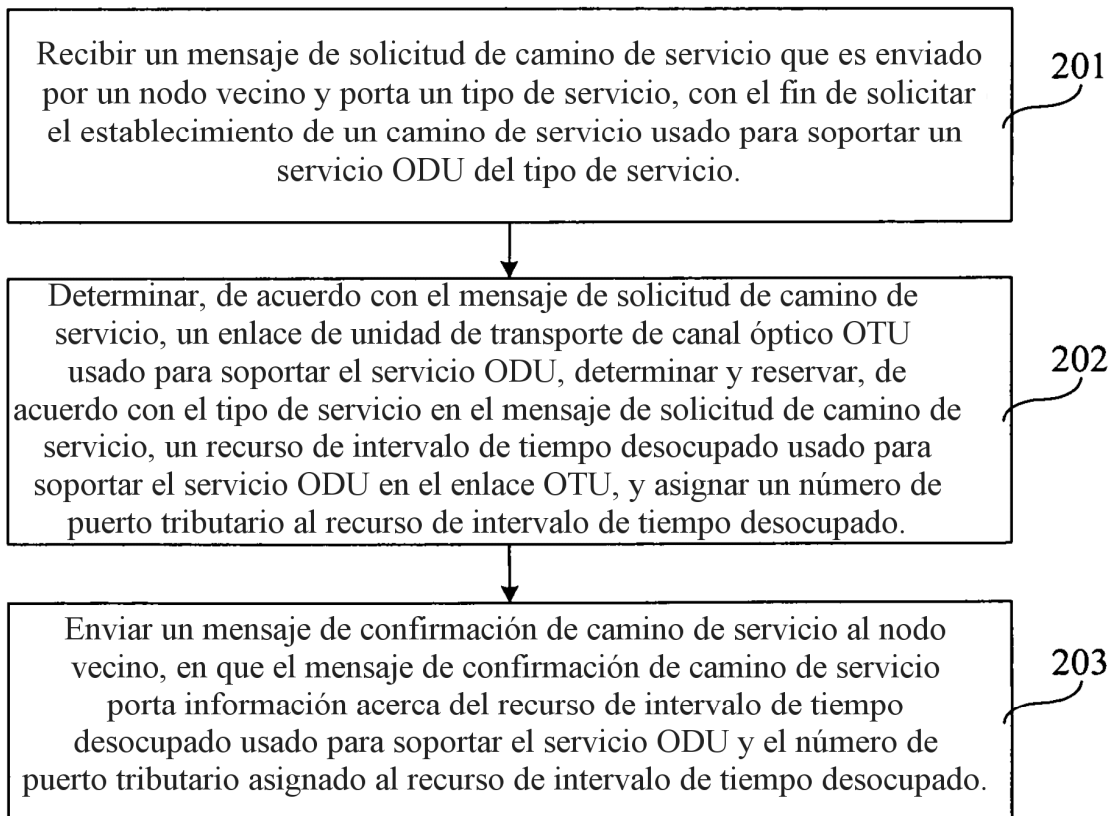 Recibir un mensaje de solicitud de camino de servicio que es enviado
por un nodo vecino y porta un tipo de servicio, con el fin de solicitar
el establecimiento de un camino de servicio usado para soportar un
servicio ODU del tipo de servicio.
201
Determinar, de acuerdo con el mensaje de solicitud de camino de
servicio, un enlace de unidad de transporte de canal óptico OTU
usado para soportar el servicio ODU, determinar y reservar, de
acuerdo con el tipo de servicio en el mensaje de solicitud de camino de
servicio, un recurso de intervalo de tiempo desocupado usado para
soportar el servicio ODU en el enlace OTU, y asignar un número de
puerto tributario al recurso de intervalo de tiempo desocupado.
202
Enviar un mensaje de confirmación de camino de servicio al nodo
vecino, en que el mensaje de confirmación de camino de servicio
porta información acerca del recurso de intervalo de tiempo
desocupado usado para soportar el servicio ODU y el número de
puerto tributario asignado al recurso de intervalo de tiempo desocupado.
203